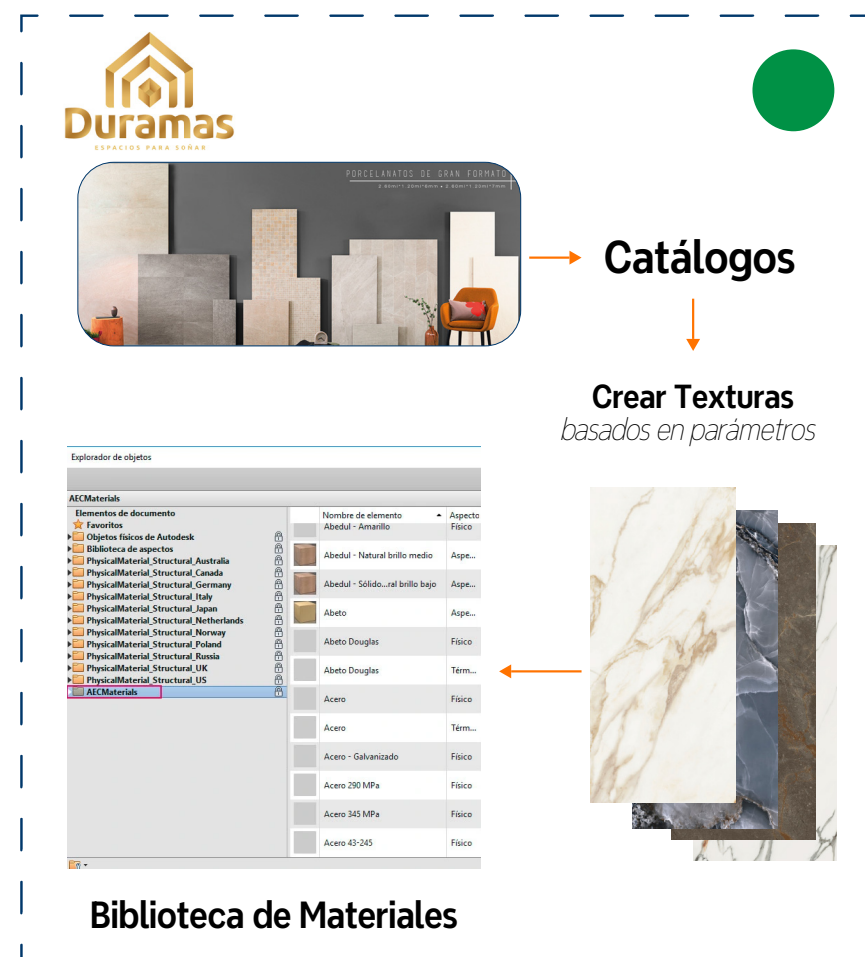 Duramas
ESPACIOS PARA SOÑAR
PORCELANATOS DE GRAN FORMATO
Catálogos
Crear Texturas
basados en parámetros
Explorador de objetos
AECMaterials
Elementos de documento
Favoritos
Objetos físicos de Autodesk
Biblioteca de aspectos
PhysicalMaterial_Structural_Australia
PhysicalMaterial_Structural_Canada
PhysicalMaterial_Structural_Germany
PhysicalMaterial_Structural_Italy
PhysicalMaterial_Structural_Japan
PhysicalMaterial_Structural_Netherlands
PhysicalMaterial_Structural_Norway
PhysicalMaterial_Structural_Poland
PhysicalMaterial_Structural_Russia
PhysicalMaterial_Structural_UK
PhysicalMaterial_Structural_US
AECMaterials
Nombre de elemento Aspecto
Abedul - Amarillo Físico
Abedul - Natural brillo medio Aspe...
Abedul - Sólido...ral brillo bajo Aspe...
Abeto Aspe...
Abeto Douglas Físico
Abeto Douglas Térm...
Acero Físico
Acero Térm...
Acero - Galvanizado Físico
Acero 290 MPa Físico
Acero 345 MPa Físico
Acero 43-245 Físico
Biblioteca de Materiales